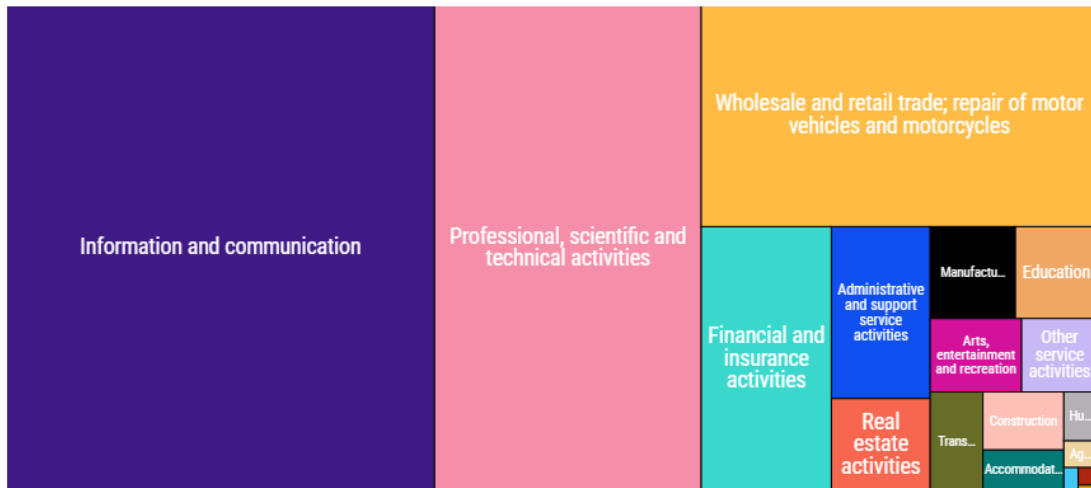 Information and communication
Professional, scientific and
technical activities
Wholesale and retail trade; repair of motor
vehicles and motorcycles
Financial and
insurance
activities
Administrative
and support
service
activities
Real
estate
activities
Manufactu...
Education
Arts,
entertainment
and recreation
Other
service
activities
Trans...
Construction
Accommodat...
Hu...
Ag...